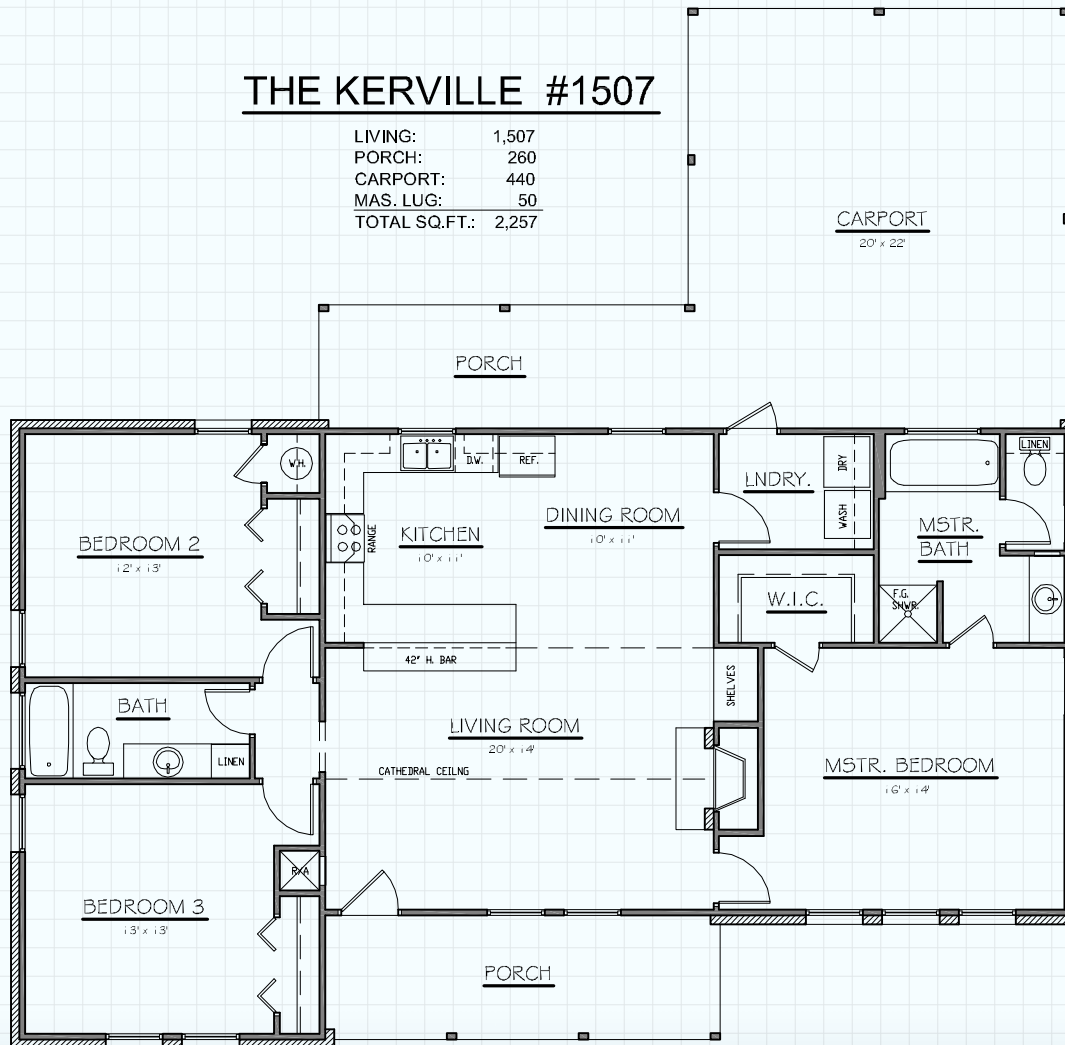 THE KERVILLE #1507
LIVING: 1,507
PORCH: 260
CARPORT: 440
MAS. LUG: 50
TOTAL SQ.FT.: 2,257
CARPORT
20' x 22'
PORCH
W.H.
D.W.
REF.
LNDRY.
DRY
WASH
LINEN
BEDROOM 2
12' x 13'
RANGE
KITCHEN
10' x 11'
DINING ROOM
10' x 11'
MSTR.
BATH
W.I.C.
F.G.
SHWR.
42" H. BAR
SHELVES
BATH
LINEN
LIVING ROOM
20' x 14'
CATHEDRAL CEILNG
MSTR. BEDROOM
16' x 14'
R/A
BEDROOM 3
13' x 13'
PORCH